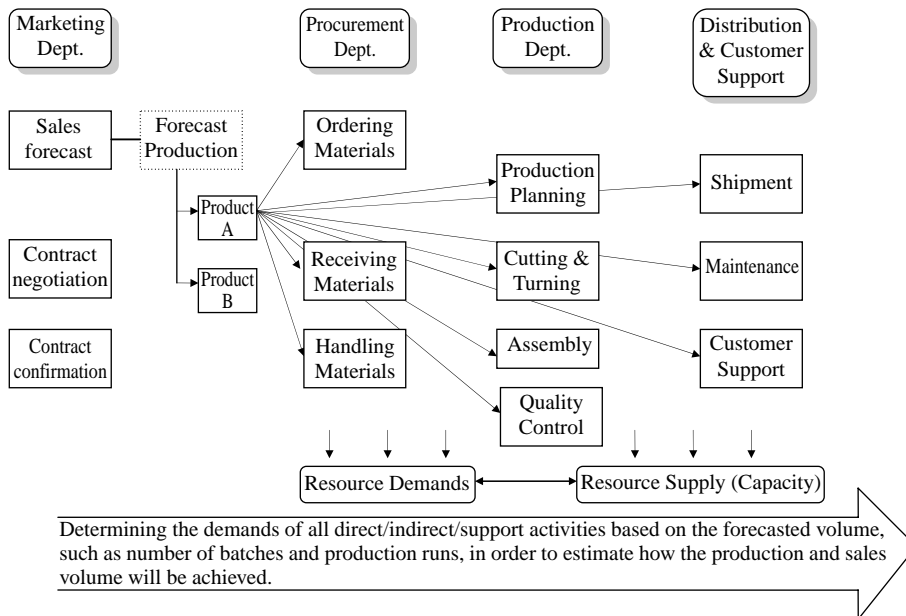 Marketing
Dept.
Procurement
Dept.
Production
Dept.
Distribution
& Customer
Support
Sales
forecast
Forecast
Production
Ordering
Materials
Production
Planning
Shipment
Product
A
Contract
negotiation
Product
B
Receiving
Materials
Cutting &
Turning
Maintenance
Contract
confirmation
Handling
Materials
Assembly
Customer
Support
Quality
Control
Resource Demands
Resource Supply (Capacity)
Determining the demands of all direct/indirect/support activities based on the forecasted volume,
such as number of batches and production runs, in order to estimate how the production and sales
volume will be achieved.